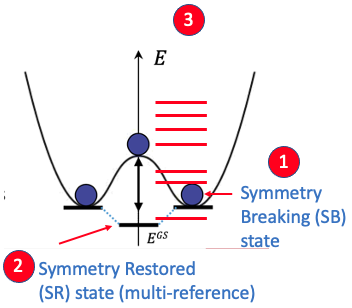 3
E
1
Symmetry
Breaking (SB)
state
E^{GS}
2
Symmetry Restored
(SR) state (multi-reference)